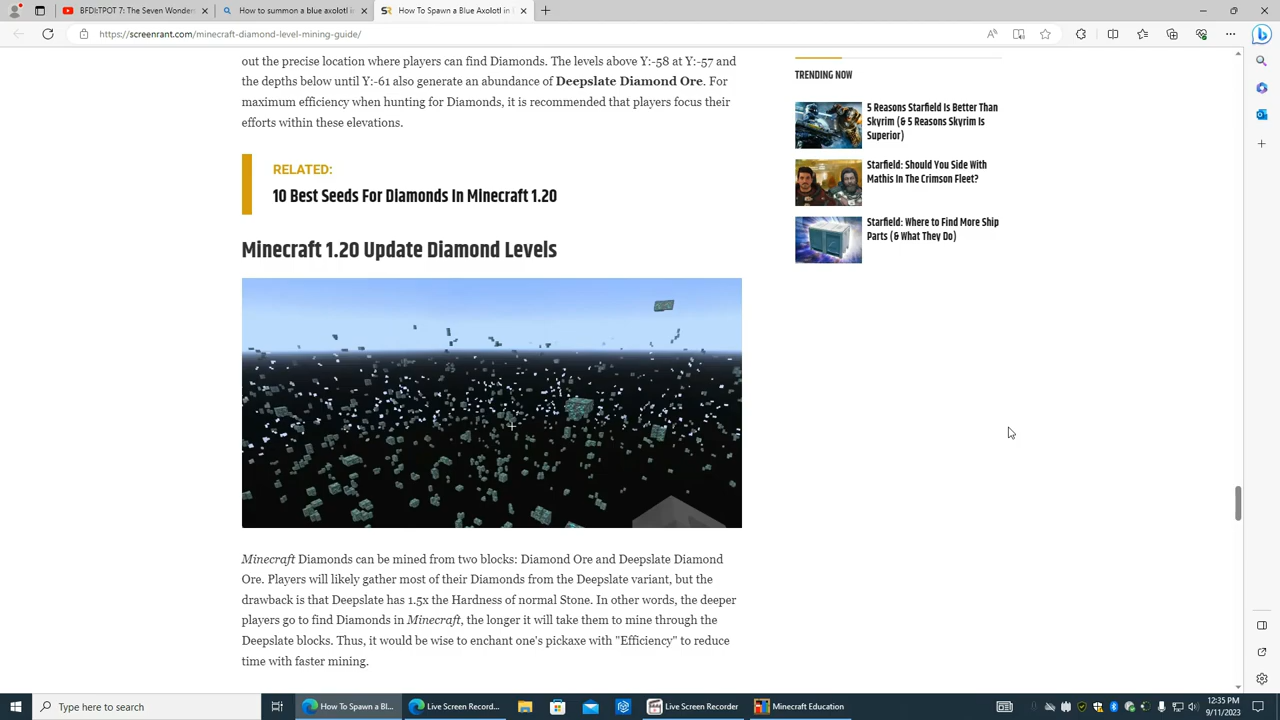 BFDI:TPOT 7: The Seven Wonder
How to summon a blue axolotl in
How To Spawn a Blue Axolotl in
https://screenrant.com/minecraft-diamond-level-mining-guide/
out the precise location where players can find Diamonds. The levels above Y:-58 at Y:-57 and
the depths below until Y:-61 also generate an abundance of Deepslate Diamond Ore. For
maximum efficiency when hunting for Diamonds, it is recommended that players focus their
efforts within these elevations.
RELATED:
10 Best Seeds For Diamonds In Minecraft 1.20
Minecraft 1.20 Update Diamond Levels
Minecraft Diamonds can be mined from two blocks: Diamond Ore and Deepslate Diamond
Ore. Players will likely gather most of their Diamonds from the Deepslate variant, but the
drawback is that Deepslate has 1.5x the Hardness of normal Stone. In other words, the deeper
players go to find Diamonds in Minecraft, the longer it will take them to mine through the
Deepslate blocks. Thus, it would be wise to enchant one's pickaxe with "Efficiency" to reduce
time with faster mining.
TRENDING NOW
5 Reasons Starfield Is Better Than
Skyrim (& 5 Reasons Skyrim Is
Superior)
Starfield: Should You Side With
Mathis In The Crimson Fleet?
Starfield: Where to Find More Ship
Parts (& What They Do)
Type here to search
How To Spawn a Bl...
Live Screen Record...
Live Screen Recorder
Minecraft Education
12:35 PM
9/11/2023